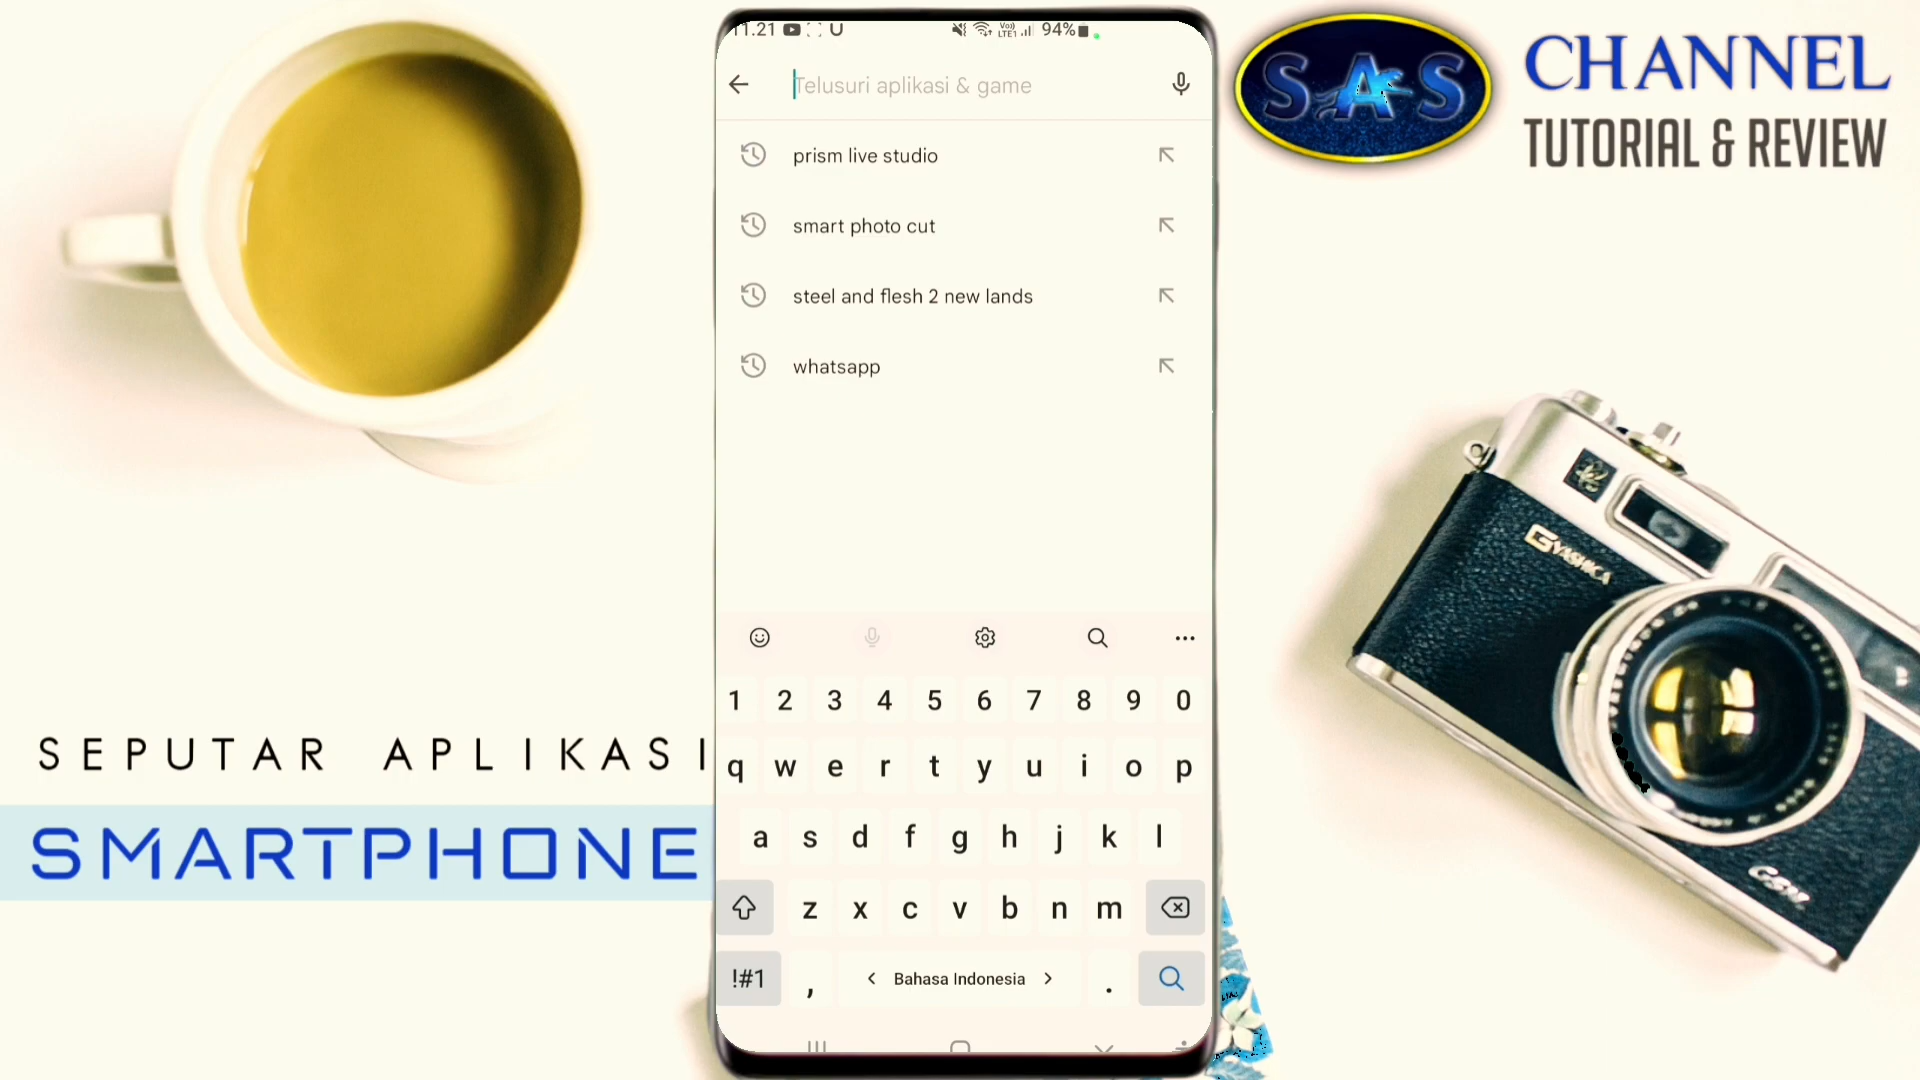 11.21 U 94%
Telusuri aplikasi & game
prism live studio
smart photo cut
steel and flesh 2 new lands
whatsapp
1 2 3 4 5 6 7 8 9 0
q w e r t y u i o p
a s d f g h j k l
z x c v b n m
!#1 , < Bahasa Indonesia > .
SAS
CHANNEL
TUTORIAL & REVIEW
SEPUTAR APLIKASI
SMARTPHONE
YASHICA